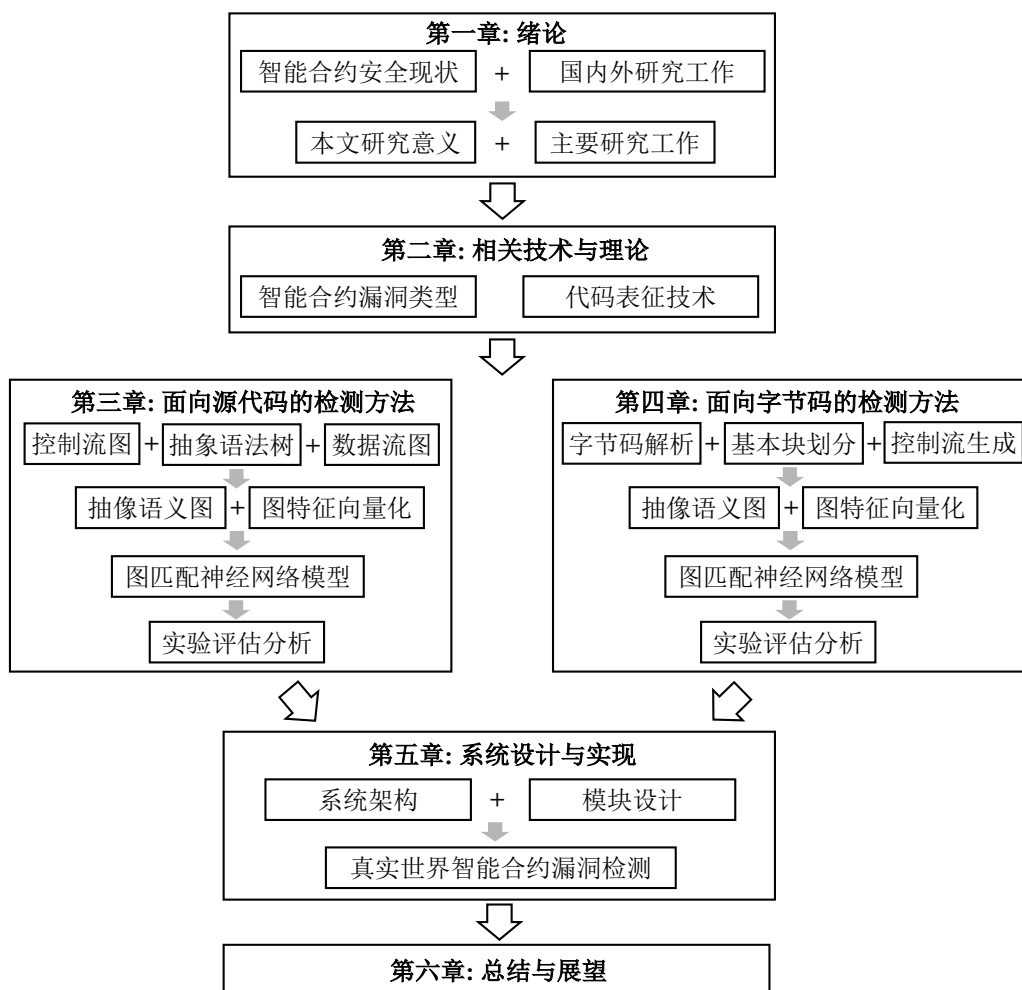 第一章: 绪论
智能合约安全现状 + 国内外研究工作
本文研究意义 + 主要研究工作
第二章: 相关技术与理论
智能合约漏洞类型 代码表征技术
第三章: 面向源代码的检测方法
控制流图 + 抽象语法树 + 数据流图
抽像语义图 + 图特征向量化
图匹配神经网络模型
实验评估分析
第四章: 面向字节码的检测方法
字节码解析 + 基本块划分 + 控制流生成
抽像语义图 + 图特征向量化
图匹配神经网络模型
实验评估分析
第五章: 系统设计与实现
系统架构 + 模块设计
真实世界智能合约漏洞检测
第六章: 总结与展望